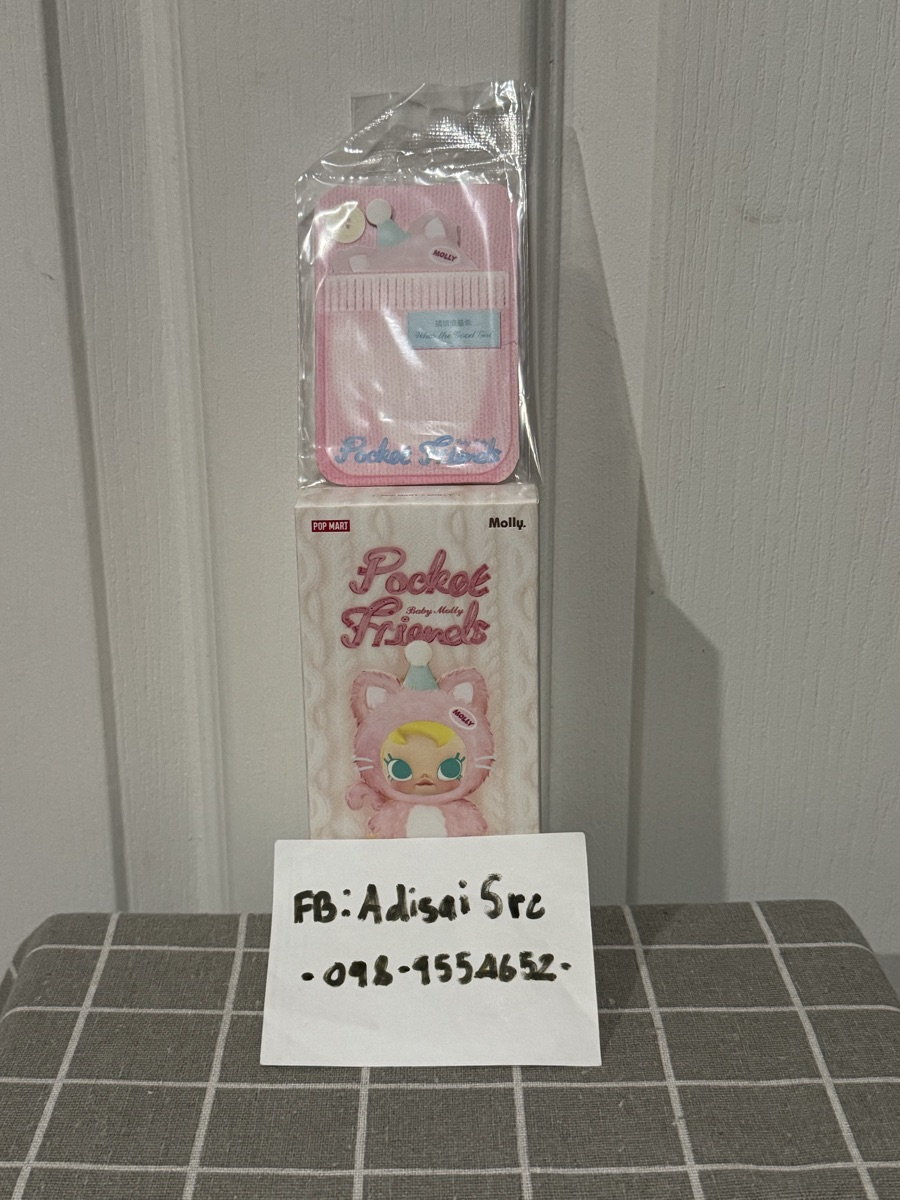 MOLLY
Pocket Friends
POP MART
Molly.
Pocket
Baby Molly
Friends
MOLLY
FB:Adisai Src
-098-9554652-